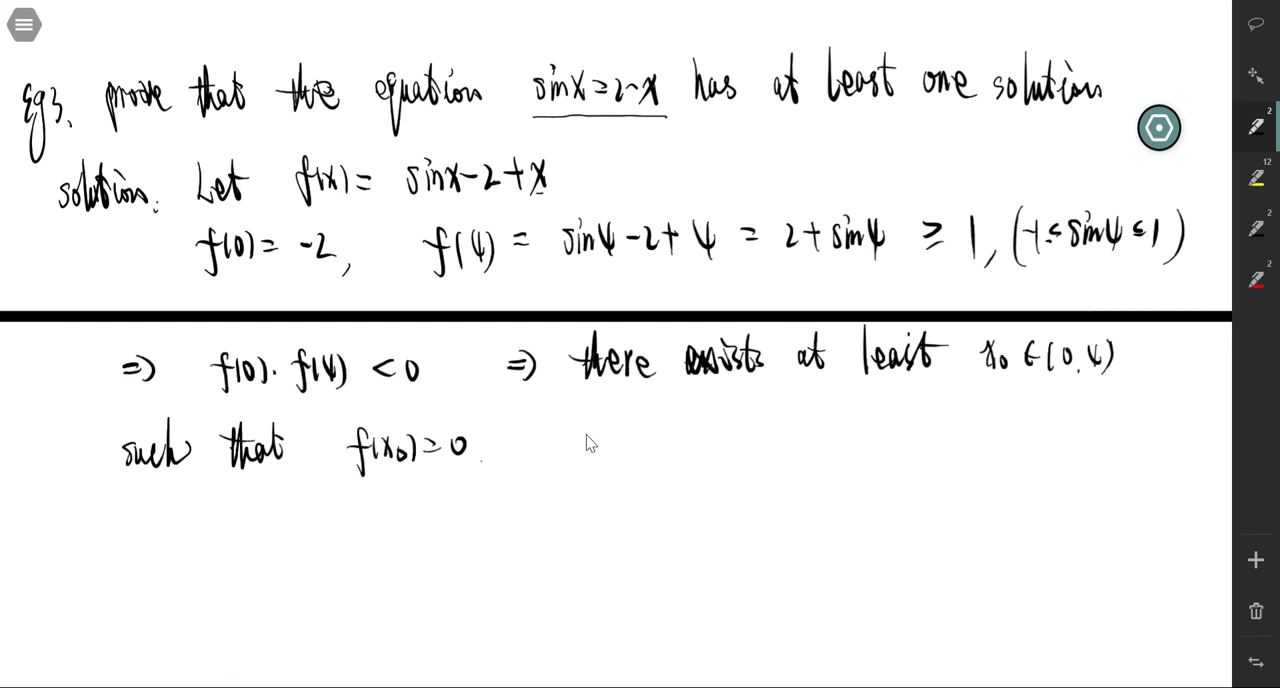 Eg3. prove that the equation sinx=2-x has at least one solution
solution. Let f(x)= sinx-2+x
f(0)= -2, f(4) = sin4-2+4 = 2+sin4 ≥ 1, (-1≤sin4≤1)
=> f(0). f(4) <0 => there exists at least x₀ ∈(0,4)
such that f(x₀)=0.